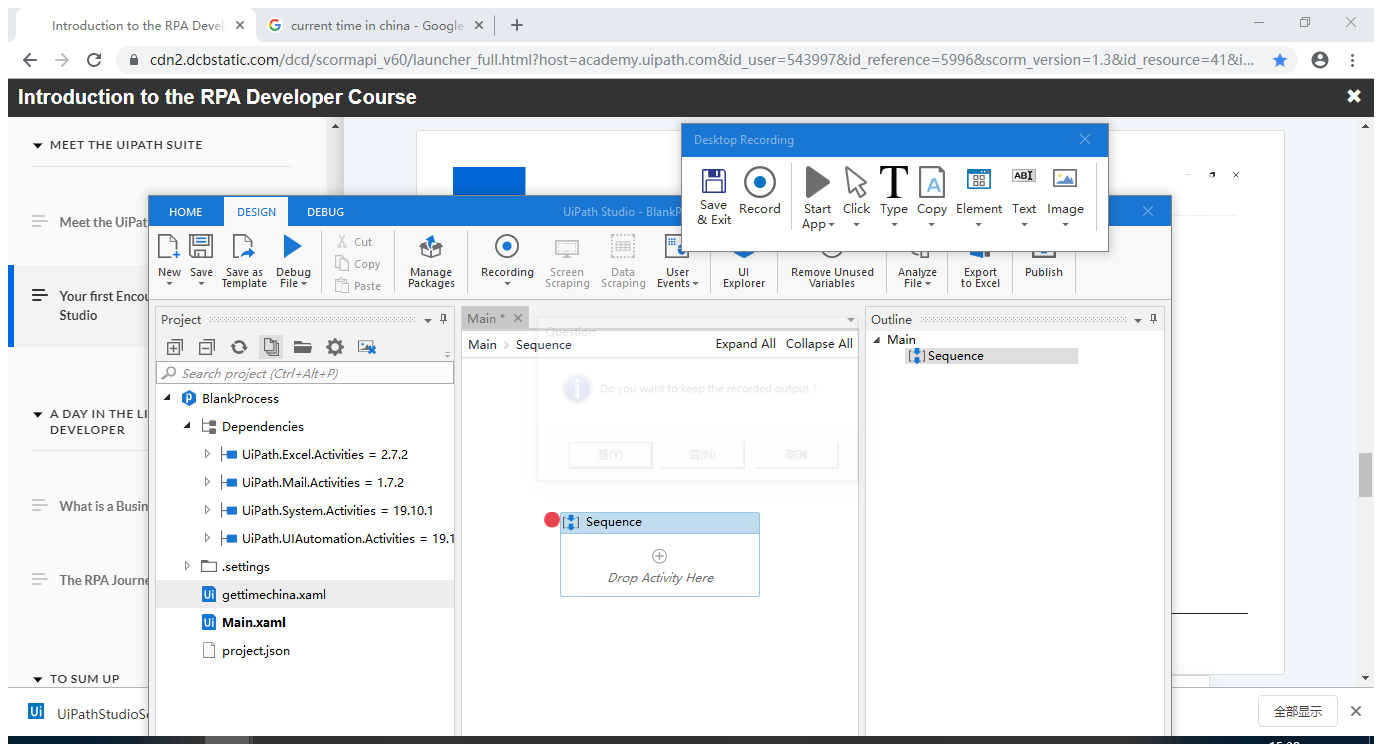 Introduction to the RPA Devel
current time in china - Google
cdn2.dcbstatic.com/dcd/scormapi_v60/launcher_full.html?host=academy.uipath.com&id_user=543997&id_reference=5996&scorm_version=1.3&id_resource=41&i...
Introduction to the RPA Developer Course
MEET THE UIPATH SUITE
Meet the UiPat
Your first Encou
Studio
A DAY IN THE LI
DEVELOPER
What is a Busin
The RPA Journe
TO SUM UP
Desktop Recording
Save & Exit
Record
Start App
Click
Type
Copy
Element
Text
Image
HOME DESIGN DEBUG
UiPath Studio - BlankP
New
Save
Save as Template
Debug File
Cut
Copy
Paste
Manage Packages
Recording
Screen Scraping
Data Scraping
User Events
UI Explorer
Remove Unused Variables
Analyze File
Export to Excel
Publish
Project
Search project (Ctrl+Alt+P)
BlankProcess
Dependencies
UiPath.Excel.Activities = 2.7.2
UiPath.Mail.Activities = 1.7.2
UiPath.System.Activities = 19.10.1
UiPath.UIAutomation.Activities = 19.1
.settings
gettimechina.xaml
Main.xaml
project.json
Main *
Main > Sequence
Expand All Collapse All
Question
Do you want to keep the recorded output ?
是(Y) 否(N) 取消
Sequence
Drop Activity Here
Outline
Main
Sequence
UiPathStudioSe
全部显示